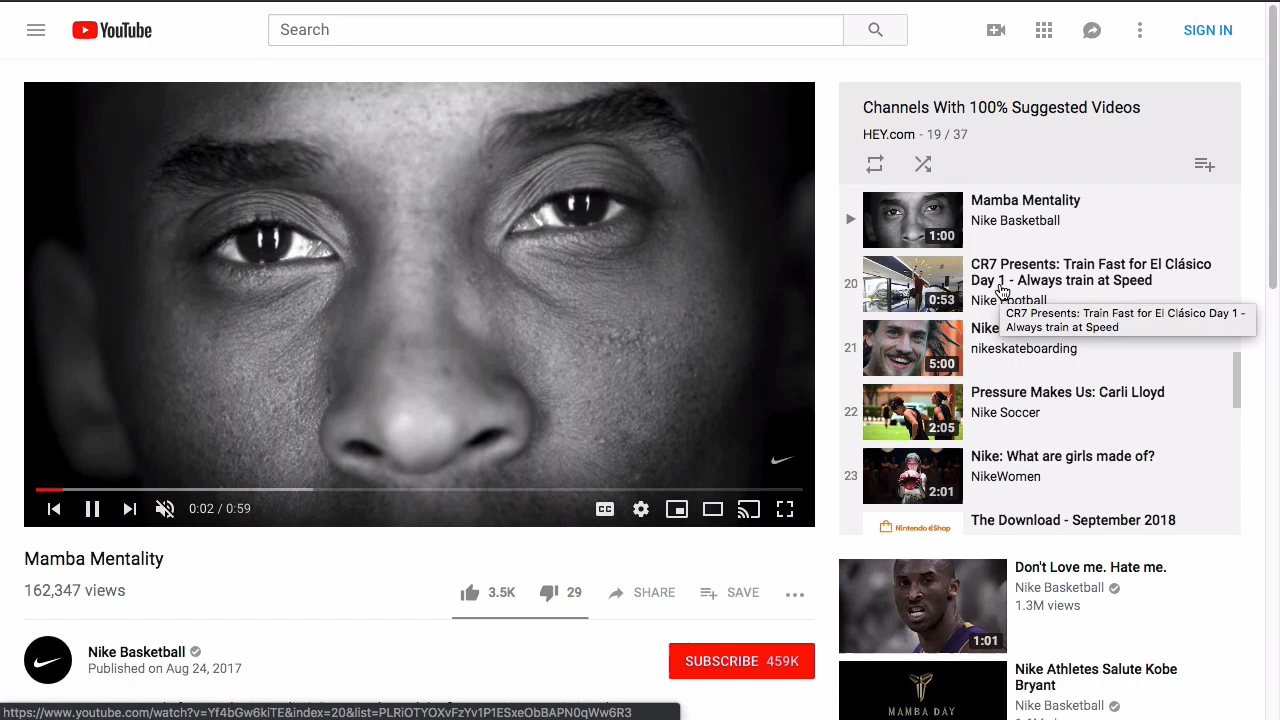 YouTube
Search
SIGN IN
Channels With 100% Suggested Videos
HEY.com - 19 / 37
Mamba Mentality
Nike Basketball
1:00
20
CR7 Presents: Train Fast for El Clásico
Day 1 - Always train at Speed
Nike Football
0:53
CR7 Presents: Train Fast for El Clásico Day 1 -
Always train at Speed
21
Nike
nikeskateboarding
5:00
22
Pressure Makes Us: Carli Lloyd
Nike Soccer
2:05
23
Nike: What are girls made of?
NikeWomen
2:01
Nintendo eShop
The Download - September 2018
CC
0:02 / 0:59
Mamba Mentality
162,347 views
3.5K
29
SHARE
SAVE
Nike Basketball
Published on Aug 24, 2017
SUBSCRIBE 459K
Don't Love me. Hate me.
Nike Basketball
1.3M views
1:01
Nike Athletes Salute Kobe
Bryant
Nike Basketball
MAMBA DAY
https://www.youtube.com/watch?v=Yf4bGw6kiTE&index=20&list=PLRiOTYOXvFzYv1P1ESxeObBAPN0qWw6R3